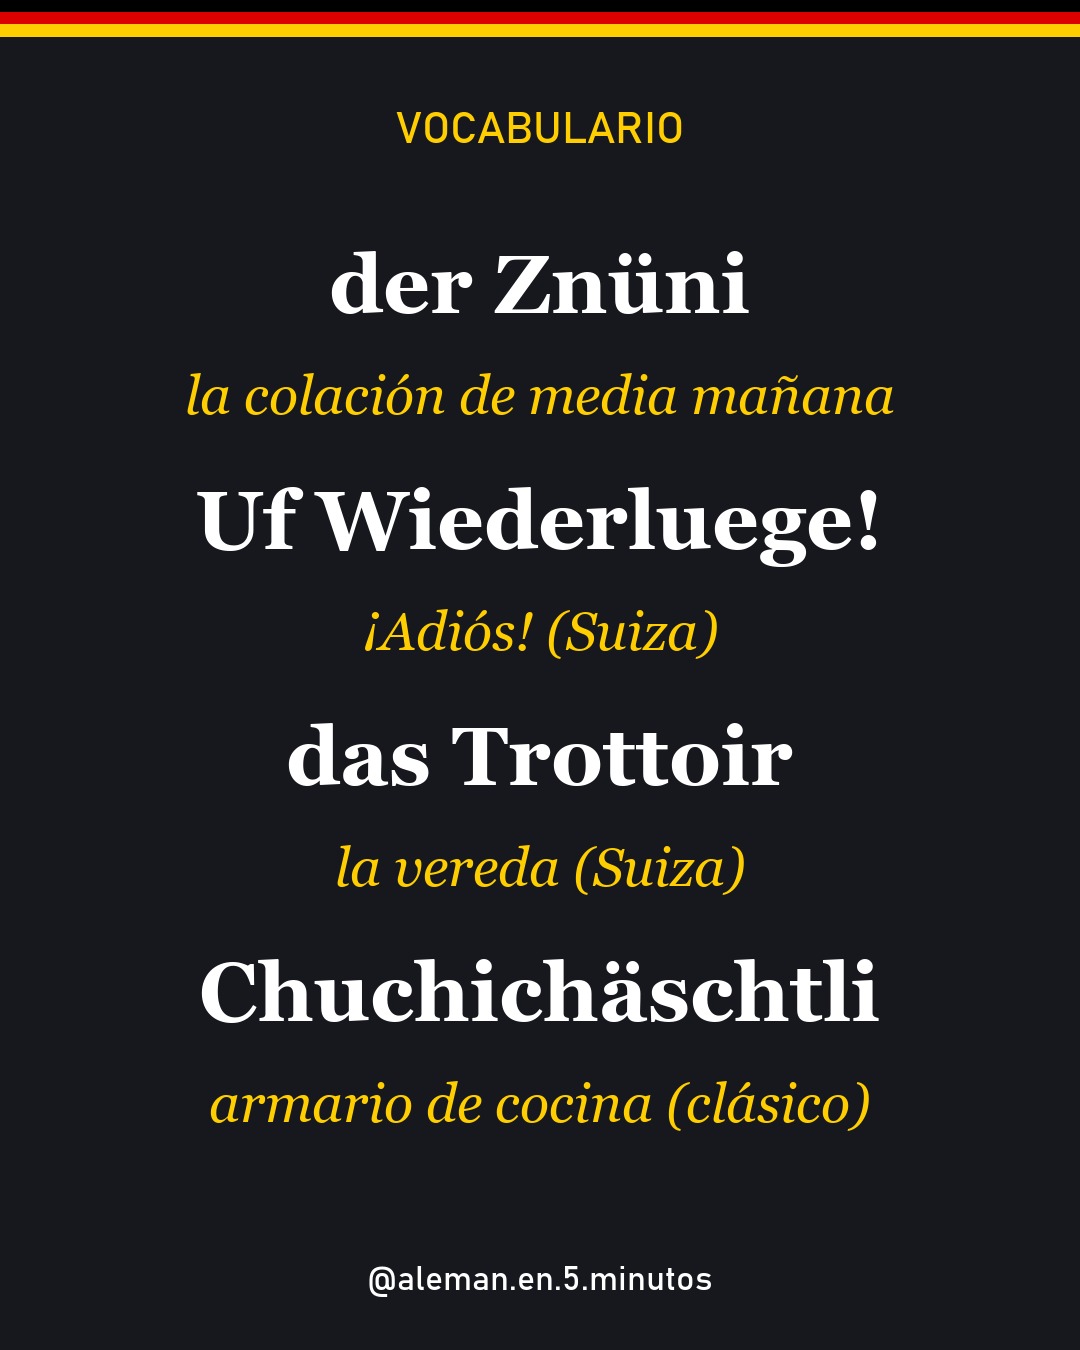 VOCABULARIO
der Znüni
la colación de media mañana
Uf Wiederluege!
¡Adiós! (Suiza)
das Trottoir
la vereda (Suiza)
Chuchichäschtli
armario de cocina (clásico)
@aleman.en.5.minutos